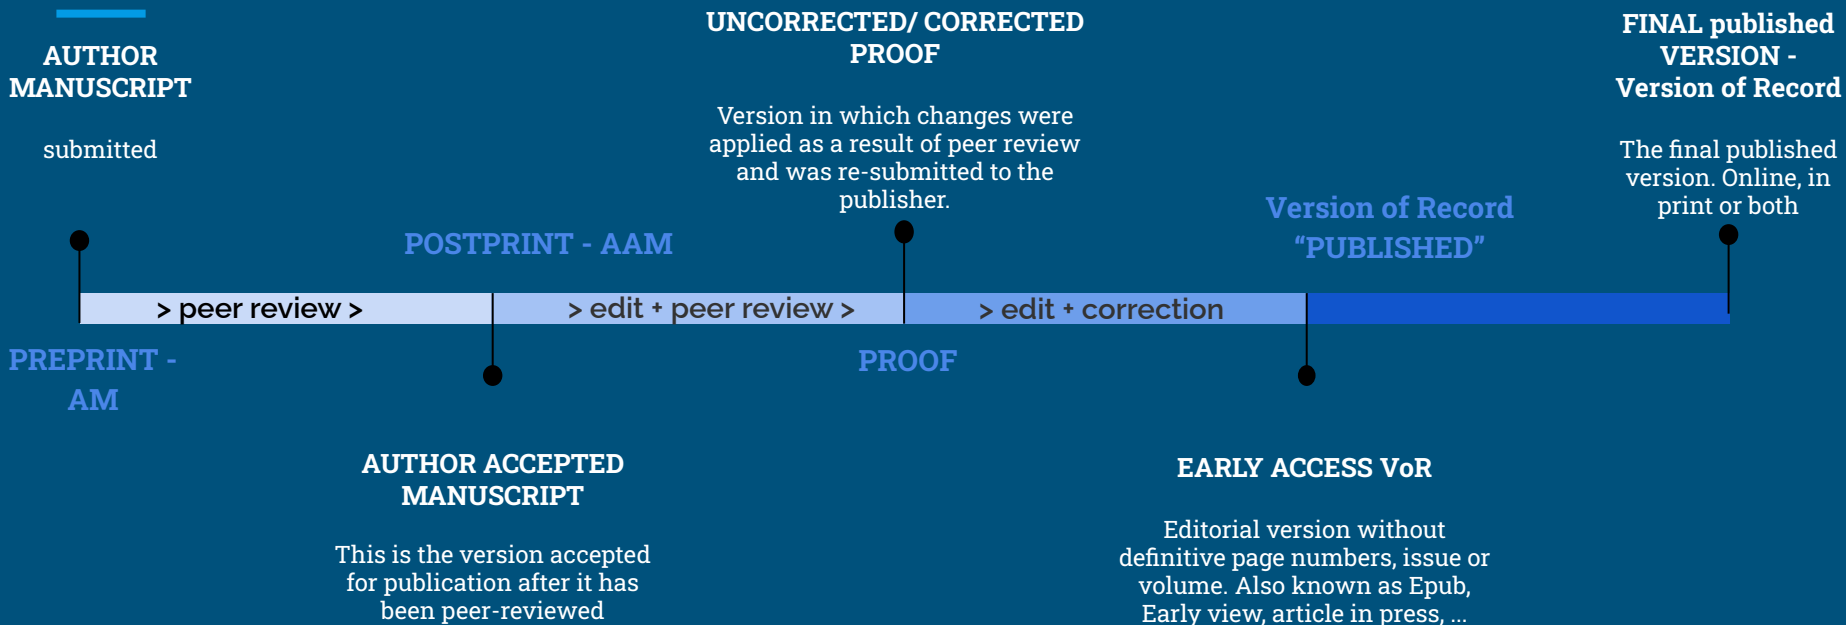 AUTHOR
MANUSCRIPT
submitted
UNCORRECTED/ CORRECTED
PROOF
Version in which changes were
applied as a result of peer review
and was re-submitted to the
publisher.
FINAL published
VERSION -
Version of Record
The final published
version. Online, in
print or both
POSTPRINT - AAM
Version of Record
“PUBLISHED”
> peer review >
> edit + peer review >
> edit + correction
PREPRINT -
AM
PROOF
AUTHOR ACCEPTED
MANUSCRIPT
This is the version accepted
for publication after it has
been peer-reviewed
EARLY ACCESS VoR
Editorial version without
definitive page numbers, issue or
volume. Also known as Epub,
Early view, article in press, ...